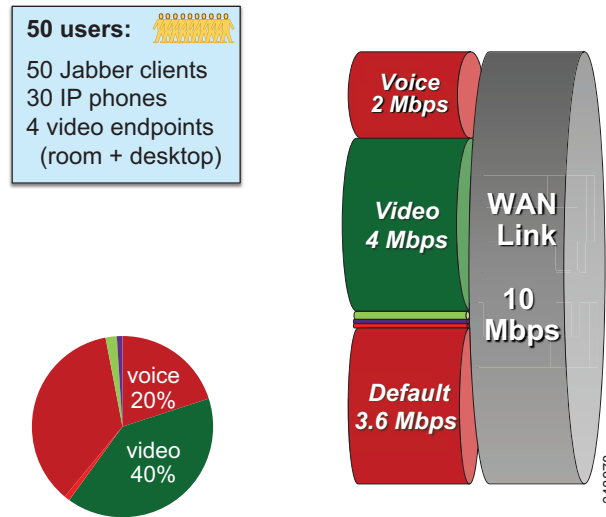 50 users:
50 Jabber clients
30 IP phones
4 video endpoints
(room + desktop)
Voice
2 Mbps
Video
4 Mbps
Default
3.6 Mbps
WAN
Link
10
Mbps
voice
20%
video
40%